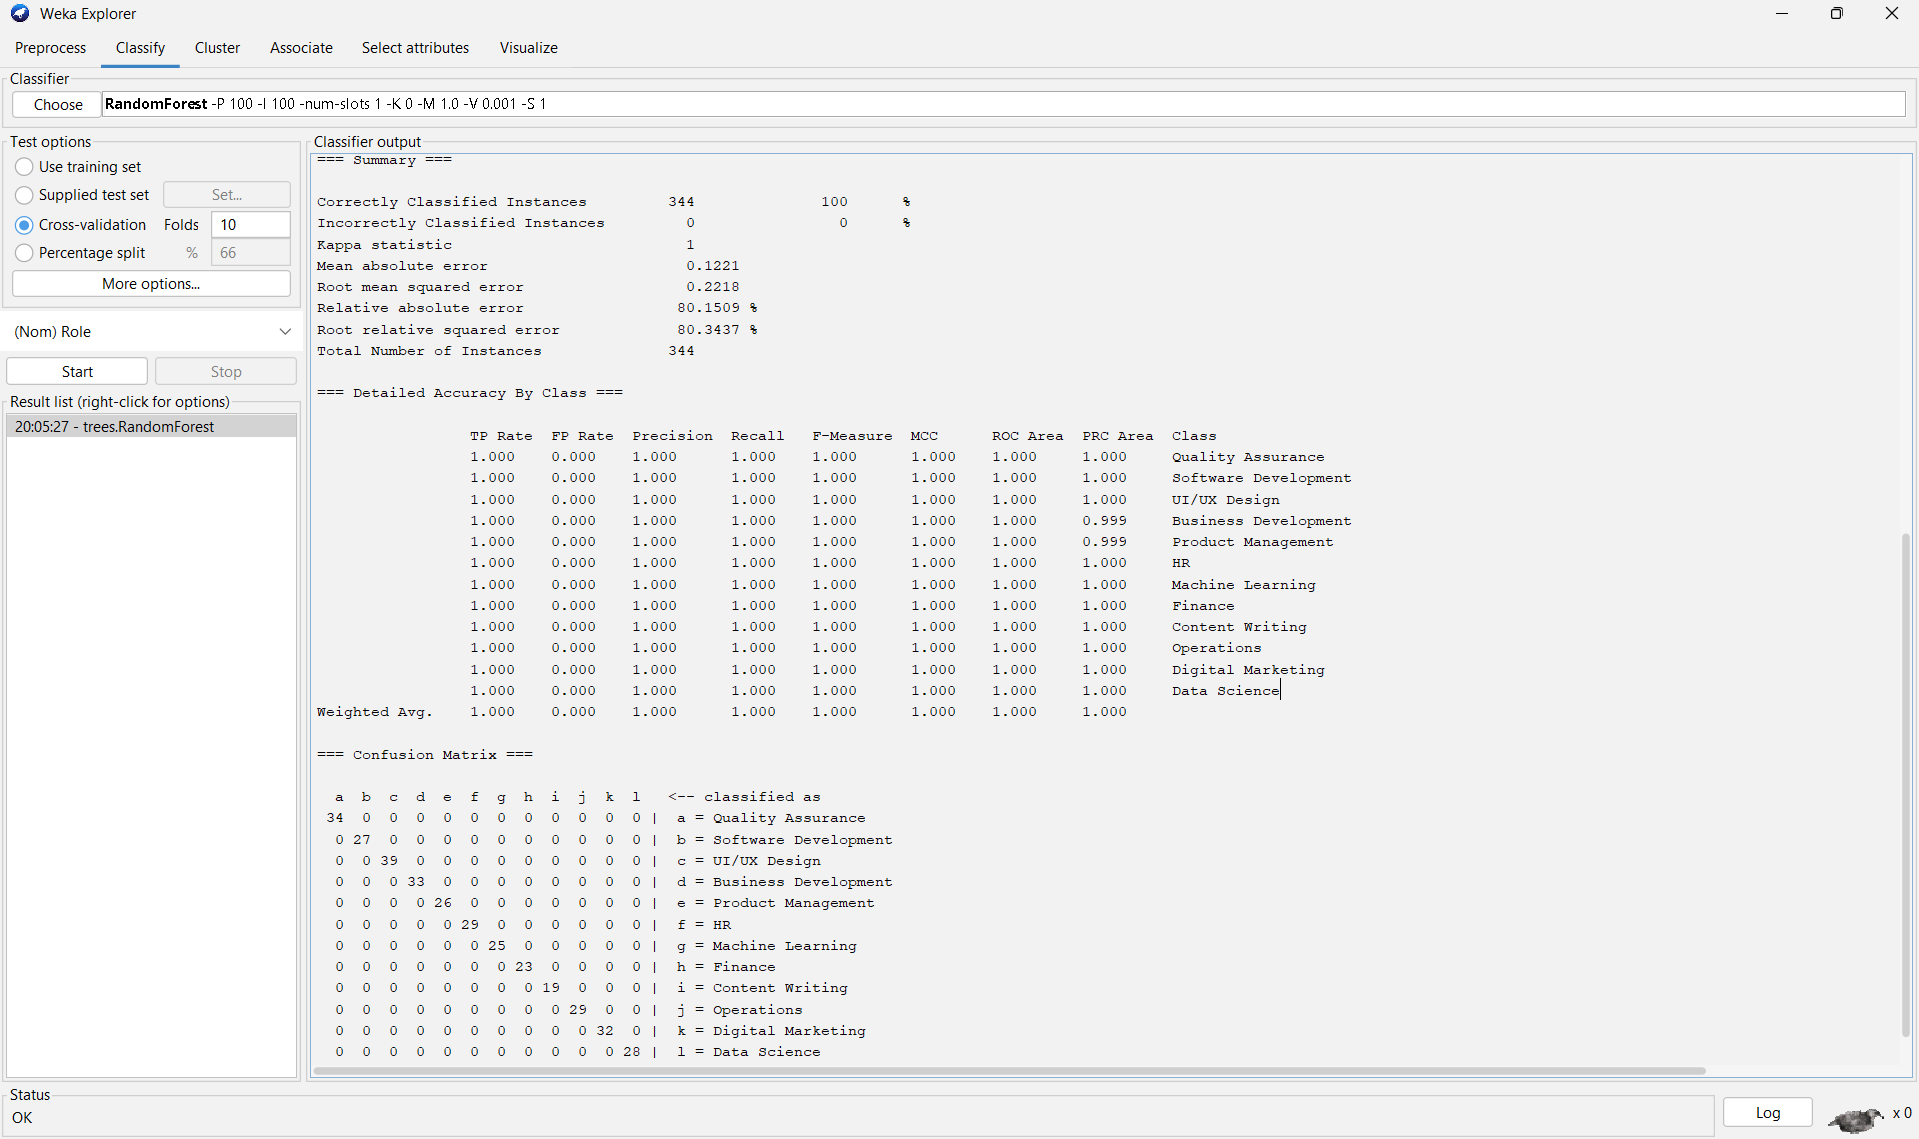 Weka Explorer
Preprocess Classify Cluster Associate Select attributes Visualize
Classifier
Choose RandomForest -P 100 -I 100 -num-slots 1 -K 0 -M 1.0 -V 0.001 -S 1
Test options
Use training set
Supplied test set Set...
Cross-validation Folds 10
Percentage split % 66
More options...
(Nom) Role
Start Stop
Result list (right-click for options)
20:05:27 - trees.RandomForest
Classifier output
=== Summary ===
Correctly Classified Instances 344 100 %
Incorrectly Classified Instances 0 0 %
Kappa statistic 1
Mean absolute error 0.1221
Root mean squared error 0.2218
Relative absolute error 80.1509 %
Root relative squared error 80.3437 %
Total Number of Instances 344
=== Detailed Accuracy By Class ===
TP Rate FP Rate Precision Recall F-Measure MCC ROC Area PRC Area Class
1.000 0.000 1.000 1.000 1.000 1.000 1.000 1.000 Quality Assurance
1.000 0.000 1.000 1.000 1.000 1.000 1.000 1.000 Software Development
1.000 0.000 1.000 1.000 1.000 1.000 1.000 1.000 UI/UX Design
1.000 0.000 1.000 1.000 1.000 1.000 1.000 0.999 Business Development
1.000 0.000 1.000 1.000 1.000 1.000 1.000 0.999 Product Management
1.000 0.000 1.000 1.000 1.000 1.000 1.000 1.000 HR
1.000 0.000 1.000 1.000 1.000 1.000 1.000 1.000 Machine Learning
1.000 0.000 1.000 1.000 1.000 1.000 1.000 1.000 Finance
1.000 0.000 1.000 1.000 1.000 1.000 1.000 1.000 Content Writing
1.000 0.000 1.000 1.000 1.000 1.000 1.000 1.000 Operations
1.000 0.000 1.000 1.000 1.000 1.000 1.000 1.000 Digital Marketing
1.000 0.000 1.000 1.000 1.000 1.000 1.000 1.000 Data Science
Weighted Avg. 1.000 0.000 1.000 1.000 1.000 1.000 1.000 1.000
=== Confusion Matrix ===
a b c d e f g h i j k l <-- classified as
34 0 0 0 0 0 0 0 0 0 0 0 | a = Quality Assurance
0 27 0 0 0 0 0 0 0 0 0 0 | b = Software Development
0 0 39 0 0 0 0 0 0 0 0 0 | c = UI/UX Design
0 0 0 33 0 0 0 0 0 0 0 0 | d = Business Development
0 0 0 0 26 0 0 0 0 0 0 0 | e = Product Management
0 0 0 0 0 29 0 0 0 0 0 0 | f = HR
0 0 0 0 0 0 25 0 0 0 0 0 | g = Machine Learning
0 0 0 0 0 0 0 23 0 0 0 0 | h = Finance
0 0 0 0 0 0 0 0 19 0 0 0 | i = Content Writing
0 0 0 0 0 0 0 0 0 29 0 0 | j = Operations
0 0 0 0 0 0 0 0 0 0 32 0 | k = Digital Marketing
0 0 0 0 0 0 0 0 0 0 0 28 | l = Data Science
Status
OK
Log
x 0